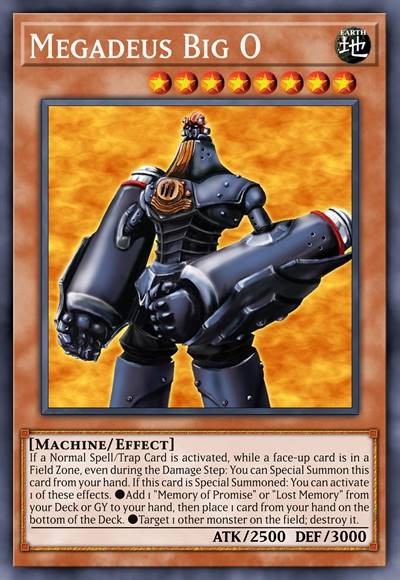 Megadeus Big O
EARTH
地
[Machine/Effect]
If a Normal Spell/Trap Card is activated, while a face-up card is in a
Field Zone, even during the Damage Step: You can Special Summon this
card from your hand. If this card is Special Summoned: You can activate
1 of these effects. ●Add 1 "Memory of Promise" or "Lost Memory" from
your Deck or GY to your hand, then place 1 card from your hand on the
bottom of the Deck. ●Target 1 other monster on the field; destroy it.
ATK/2500 DEF/3000